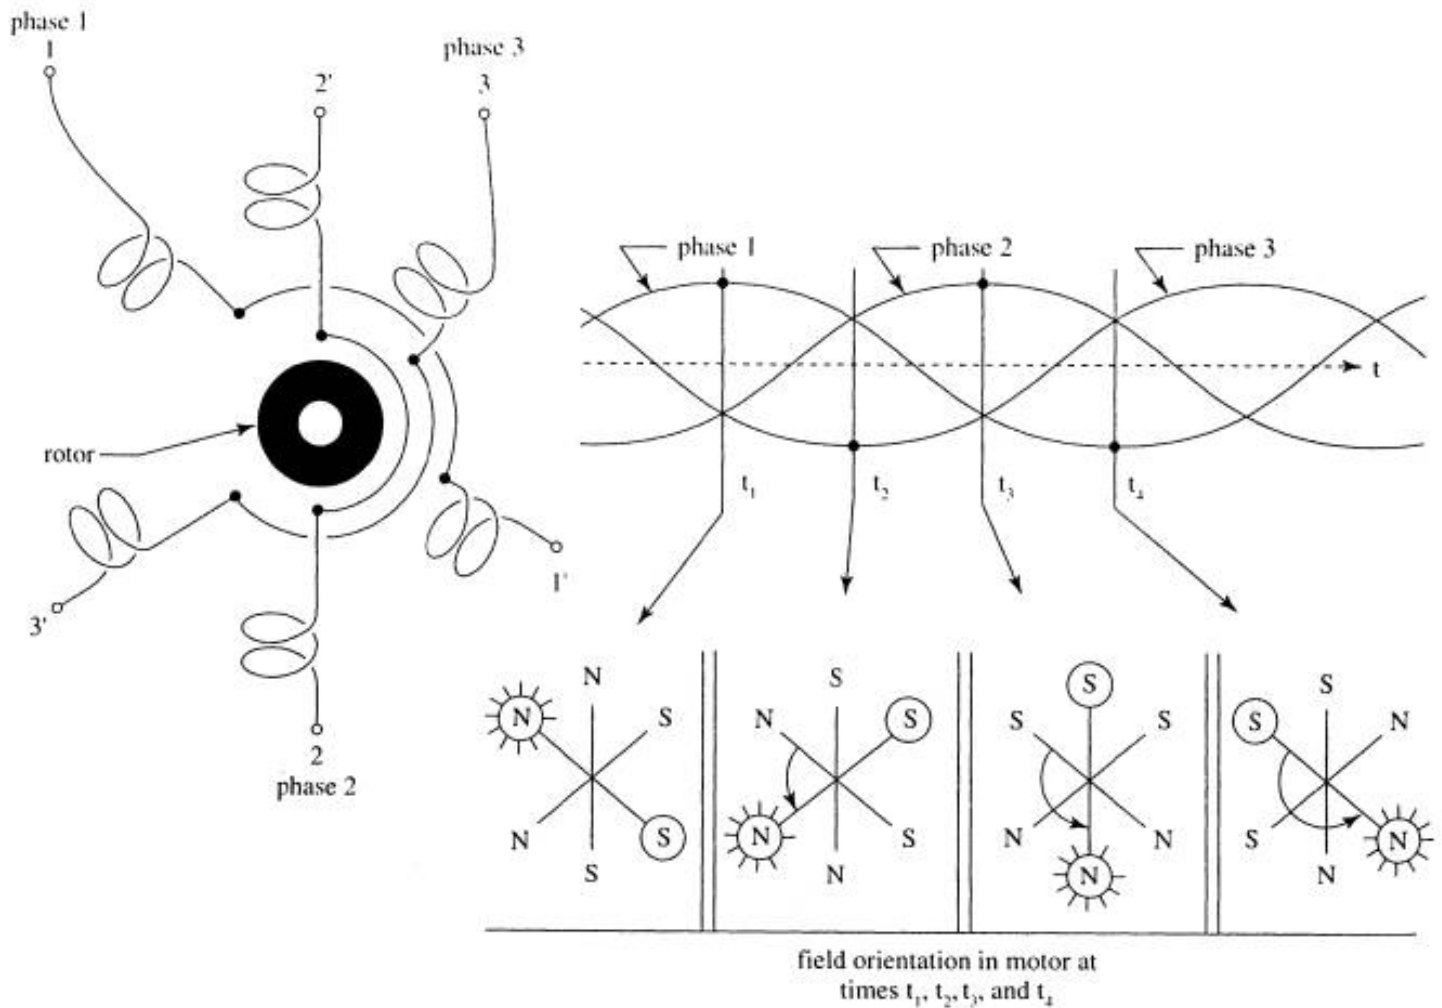 phase 1
1
2'
phase 3
3
rotor
3'
1'
2
phase 2
phase 1
phase 2
phase 3
t
t₁
t₂
t₃
t₄
N
N
S
N
S
S
S
N
S
N
S
N
S
S
S
N
N
N
S
S
N
S
N
N
field orientation in motor at
times t₁, t₂, t₃, and t₄